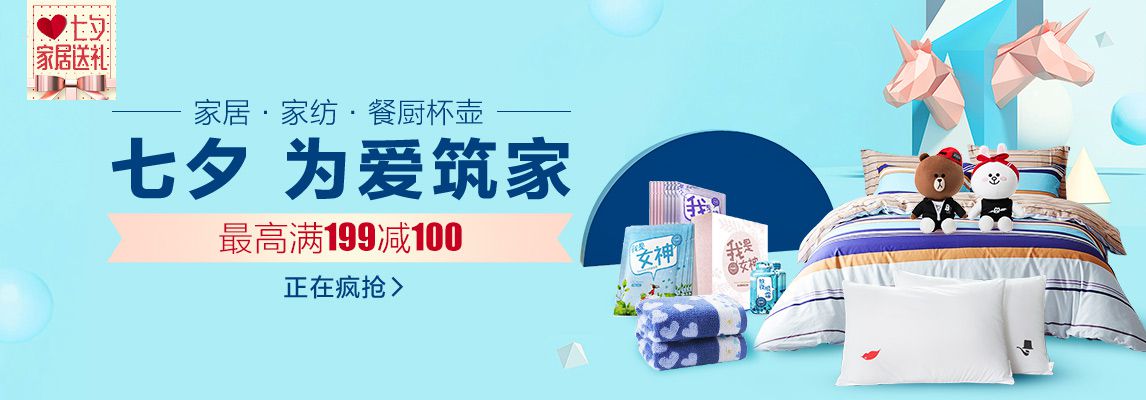 七夕
家居送礼
家居·家纺·餐厨杯壶
七夕 为爱筑家
最高满199减100
正在疯抢>
我是
女神
我是
女神